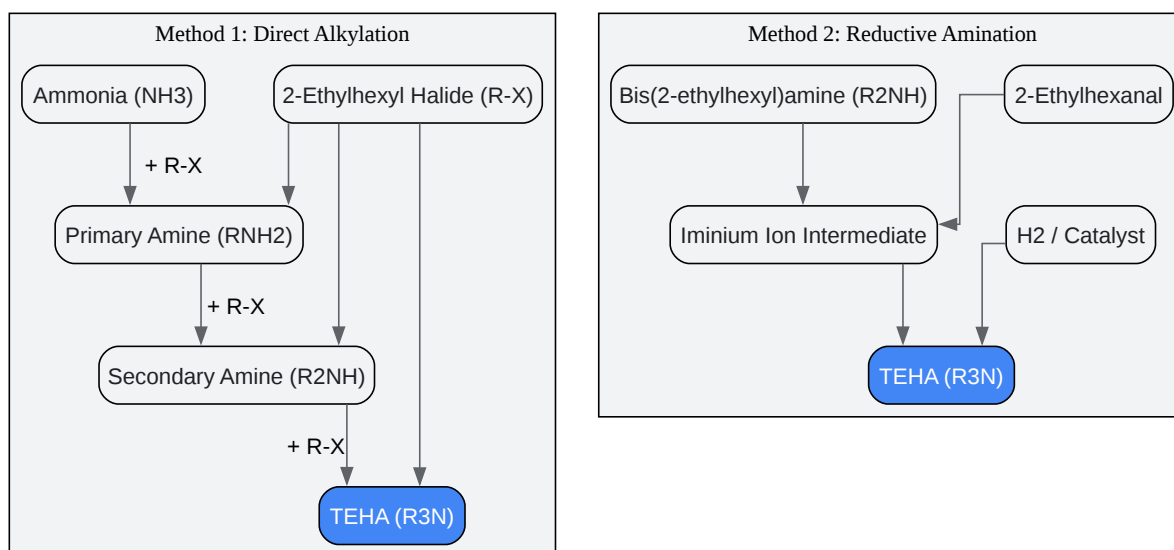 Method 1: Direct Alkylation
Ammonia (NH3)
2-Ethylhexyl Halide (R-X)
+ R-X
Primary Amine (RNH2)
+ R-X
Secondary Amine (R2NH)
+ R-X
TEHA (R3N)
Method 2: Reductive Amination
Bis(2-ethylhexyl)amine (R2NH)
2-Ethylhexanal
Iminium Ion Intermediate
H2 / Catalyst
TEHA (R3N)